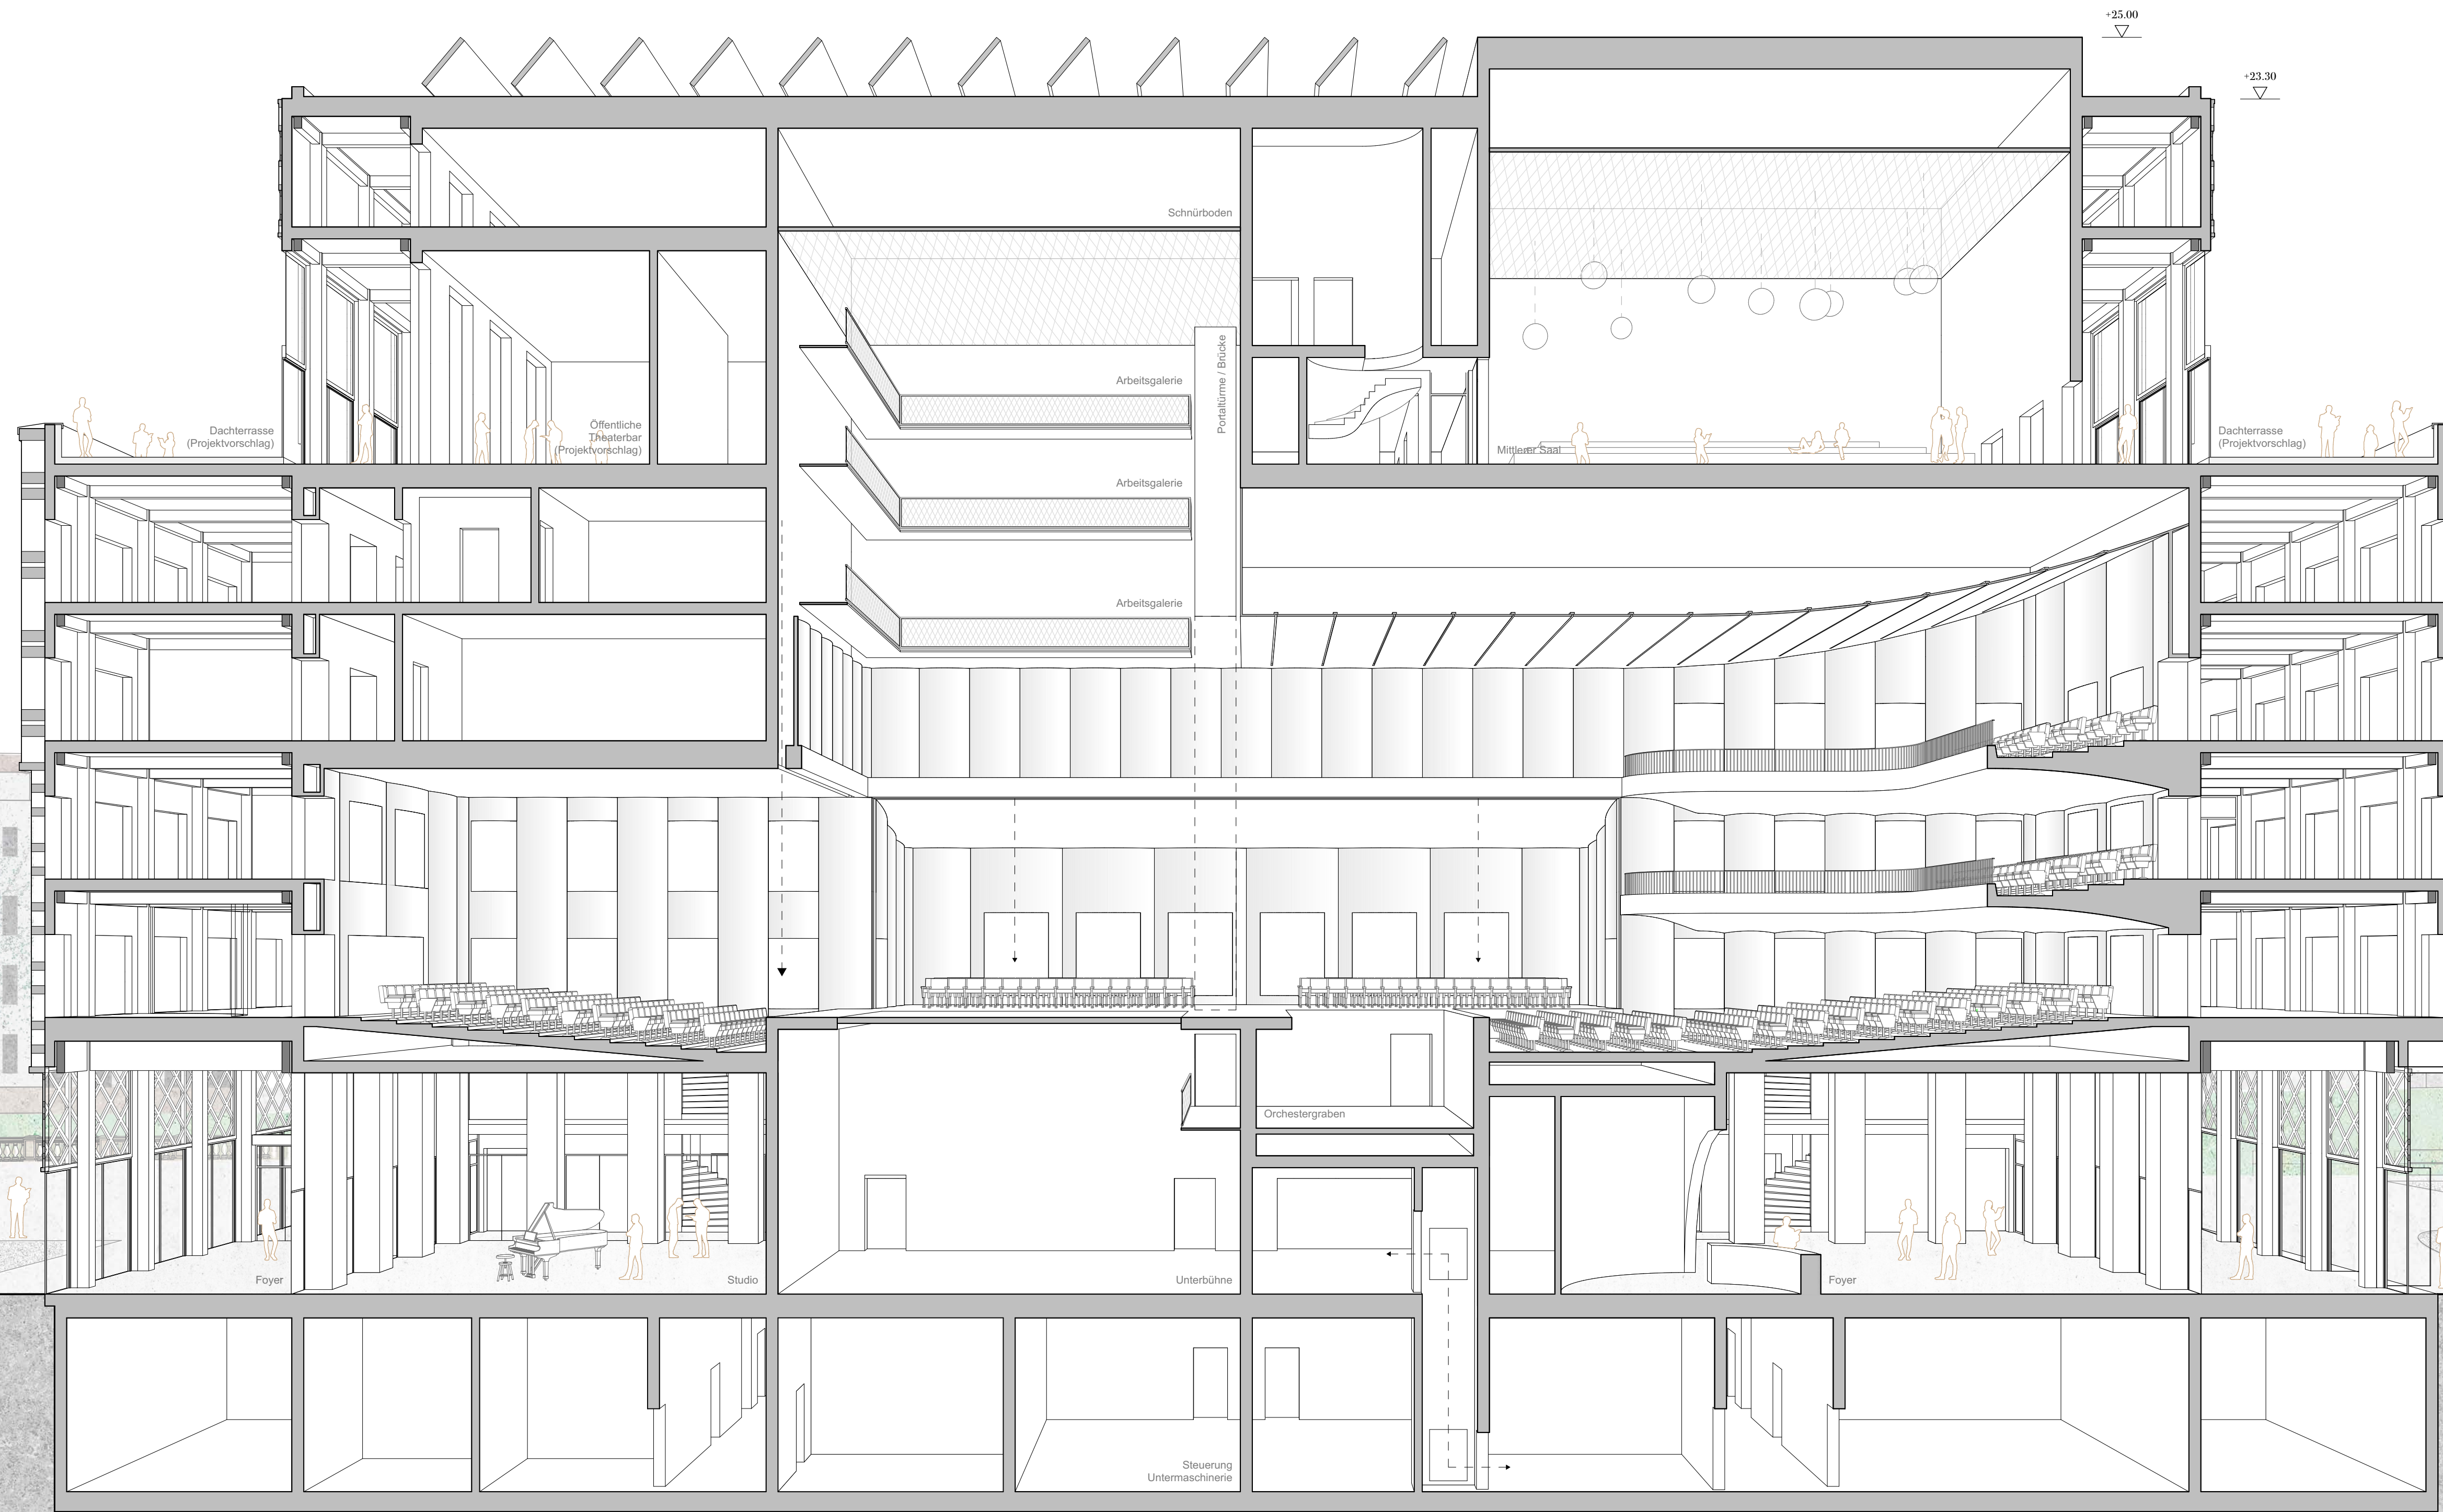 +25.00
+23.30
Schnürboden
Portaltürme / Brücke
Arbeitsgalerie
Dachterrasse
(Projektvorschlag)
Öffentliche
Theaterbar
(Projektvorschlag)
Mittlerer Saal
Dachterrasse
(Projektvorschlag)
Arbeitsgalerie
Arbeitsgalerie
Orchestergraben
Foyer
Studio
Unterbühne
Foyer
Steuerung
Untermaschinerie